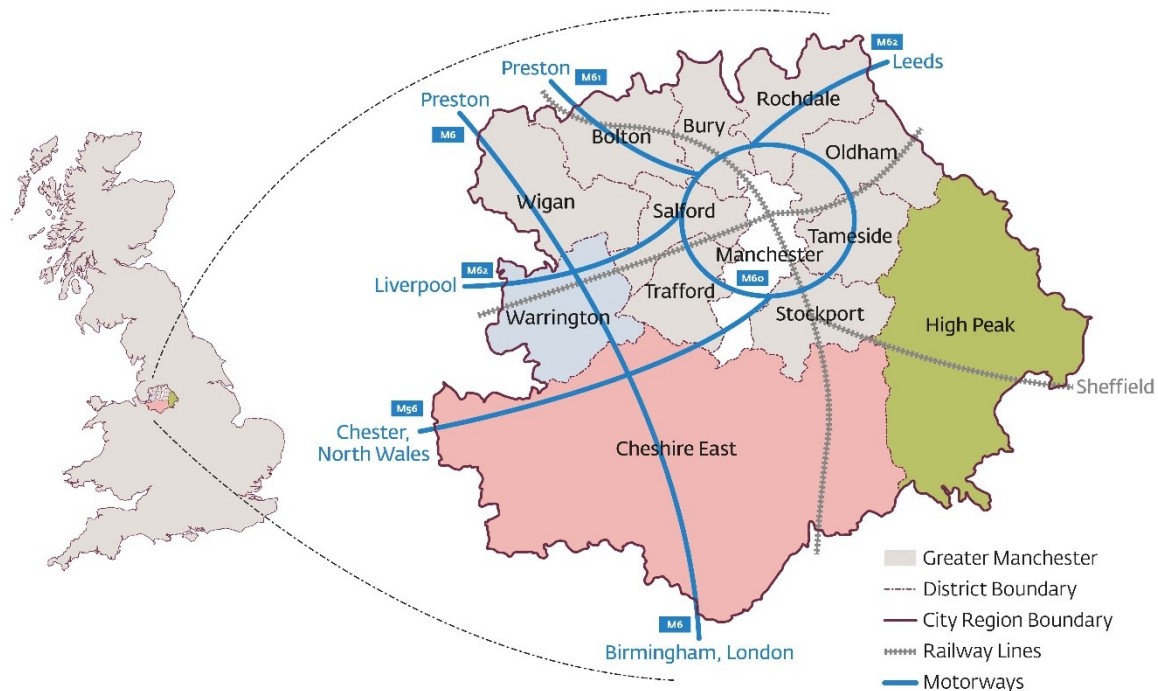 M62
Leeds
Preston
M61
Preston
M6
Rochdale
Bury
Bolton
Oldham
Wigan
Salford
Tameside
Manchester
M62
Liverpool
M60
Trafford
Warrington
Stockport
High Peak
Sheffield
M56
Chester,
North Wales
Cheshire East
M6
Birmingham, London
Greater Manchester
District Boundary
City Region Boundary
Railway Lines
Motorways